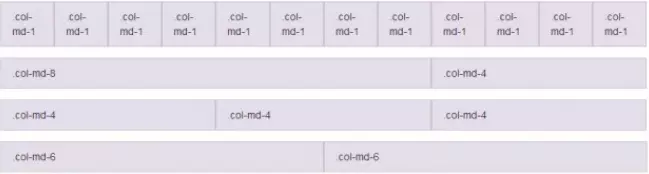 .col- .col- .col- .col- .col- .col- .col- .col- .col- .col- .col- .col-
md-1 md-1 md-1 md-1 md-1 md-1 md-1 md-1 md-1 md-1 md-1 md-1
.col-md-8 .col-md-4
.col-md-4 .col-md-4 .col-md-4
.col-md-6 .col-md-6